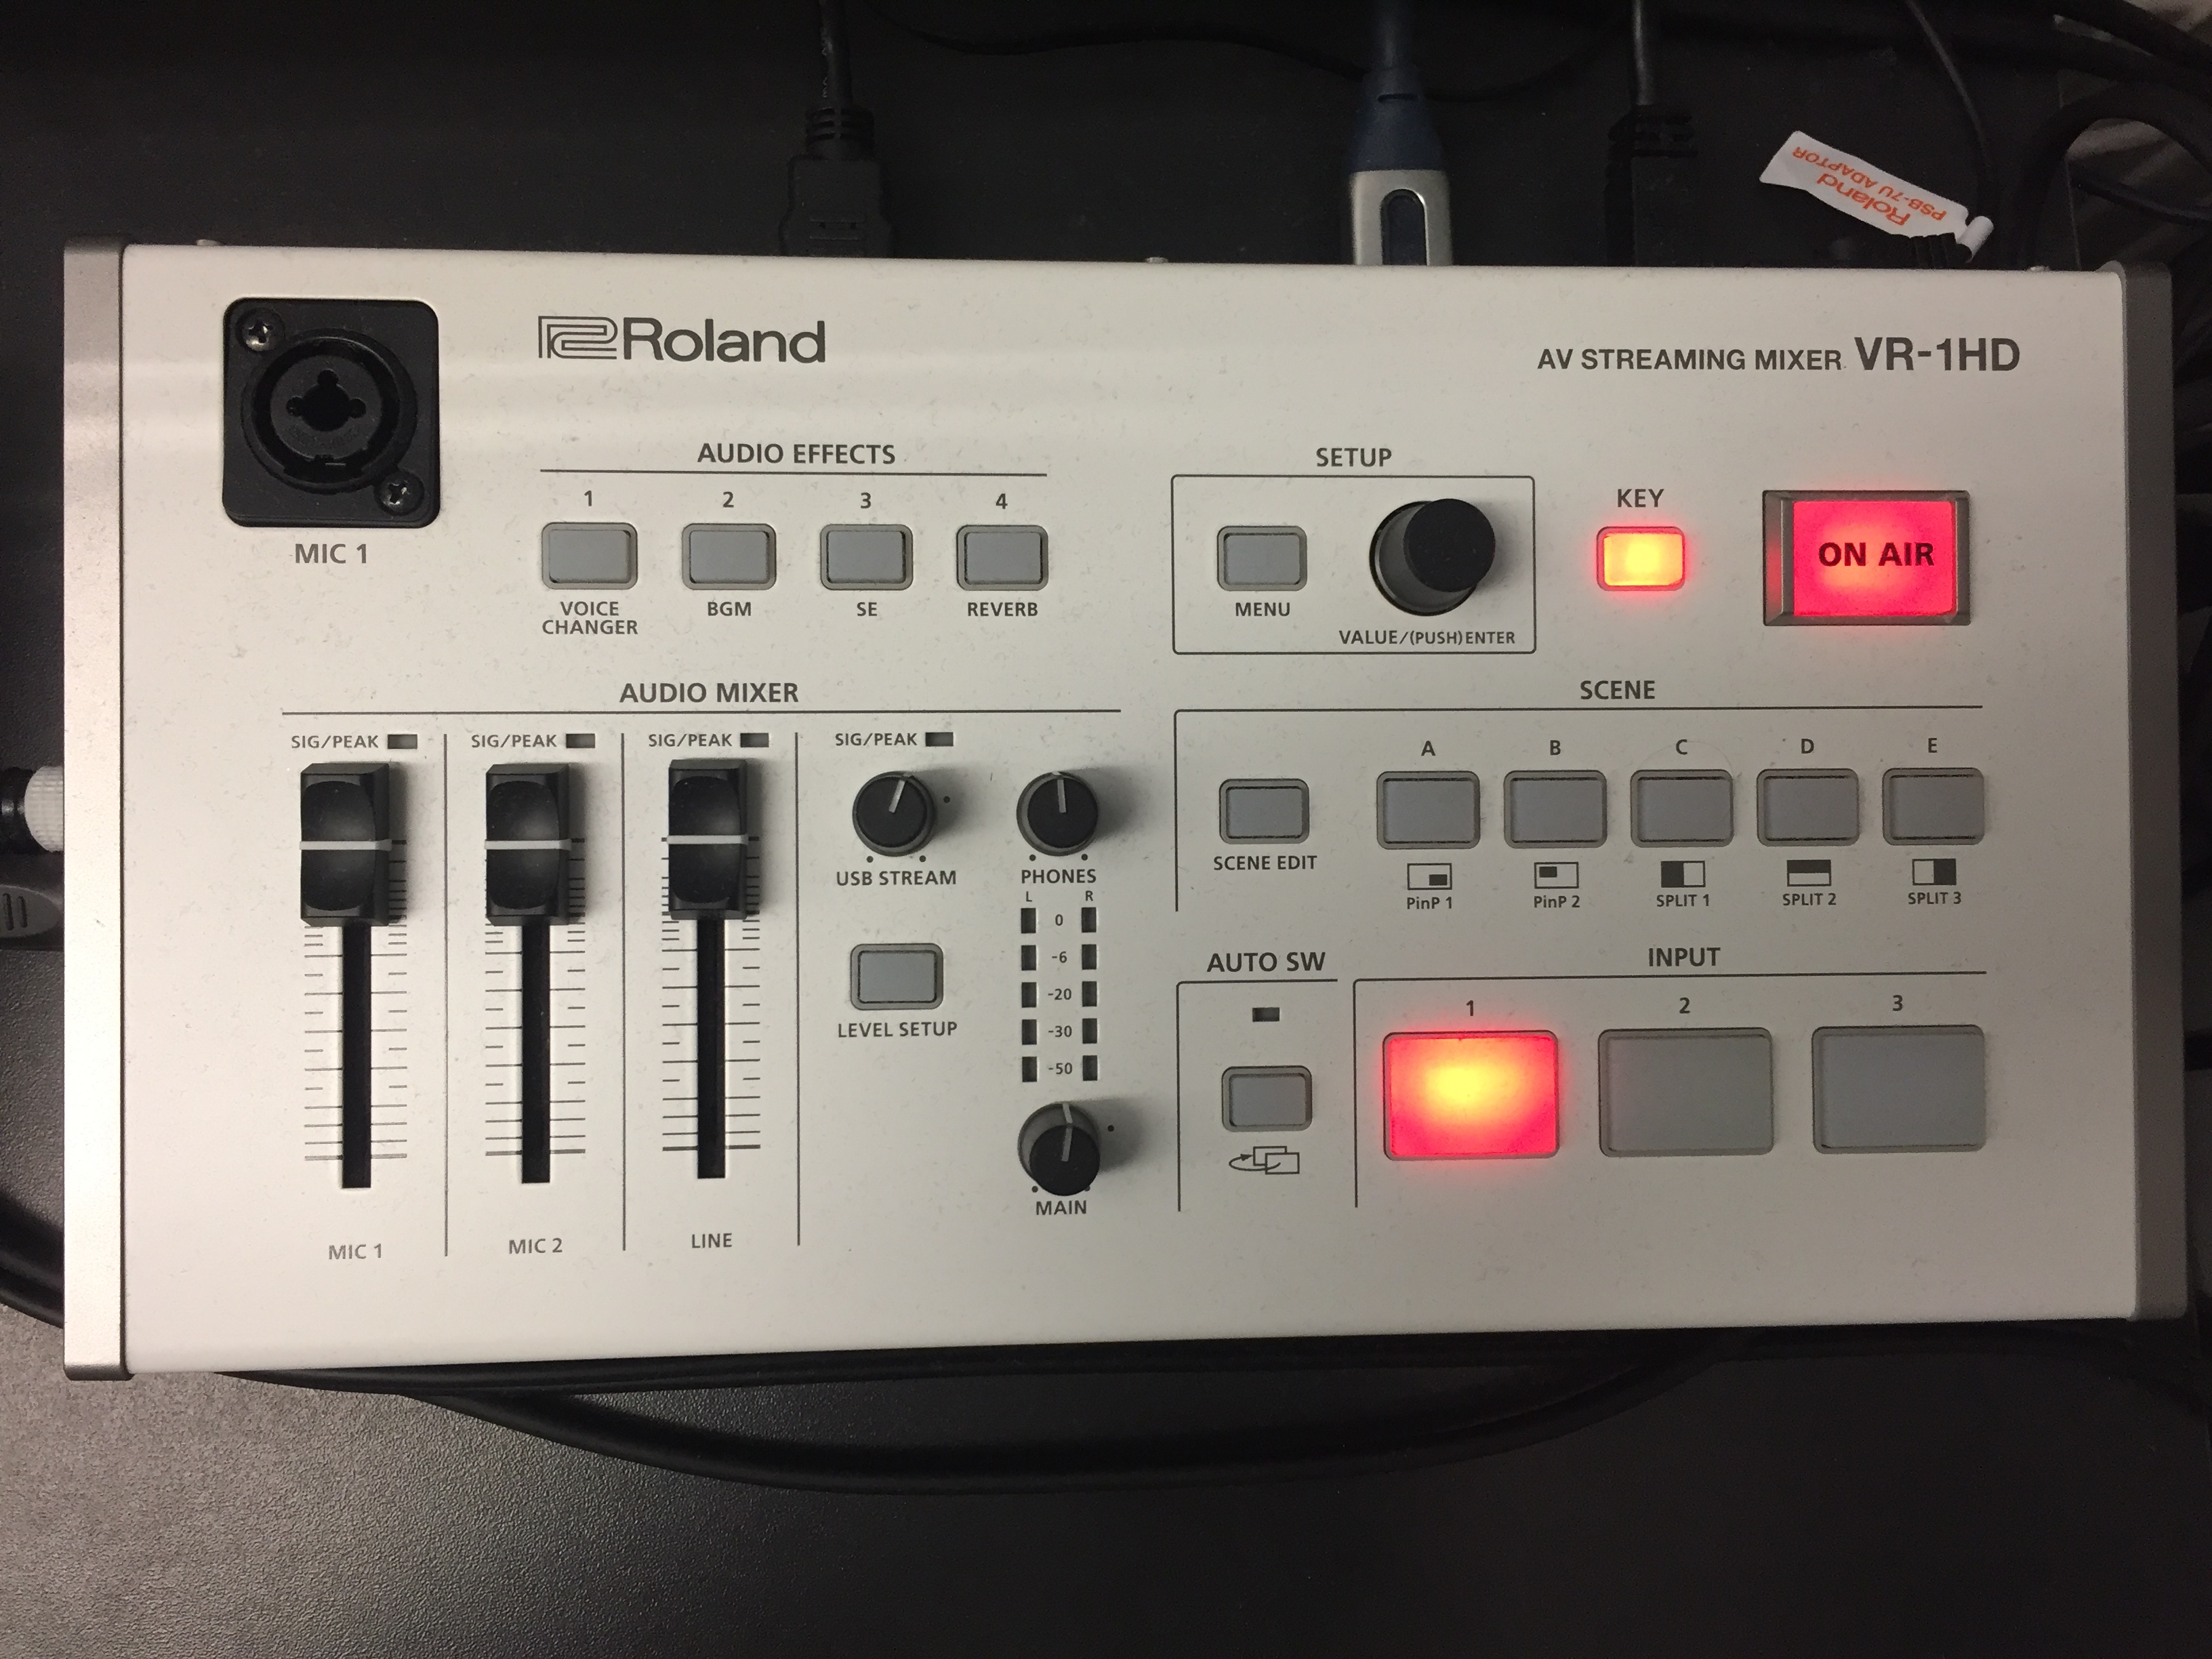 Roland
PSB-7U ADAPTOR
Roland
AV STREAMING MIXER VR-1HD
MIC 1
AUDIO EFFECTS
1 2 3 4
VOICE CHANGER
BGM
SE
REVERB
SETUP
MENU
VALUE/(PUSH)ENTER
KEY
ON AIR
AUDIO MIXER
SIG/PEAK
SIG/PEAK
SIG/PEAK
SIG/PEAK
USB STREAM
PHONES
L R
0
-6
-20
-30
-50
LEVEL SETUP
MAIN
MIC 1
MIC 2
LINE
SCENE
A B C D E
SCENE EDIT
PinP 1
PinP 2
SPLIT 1
SPLIT 2
SPLIT 3
AUTO SW
INPUT
1 2 3